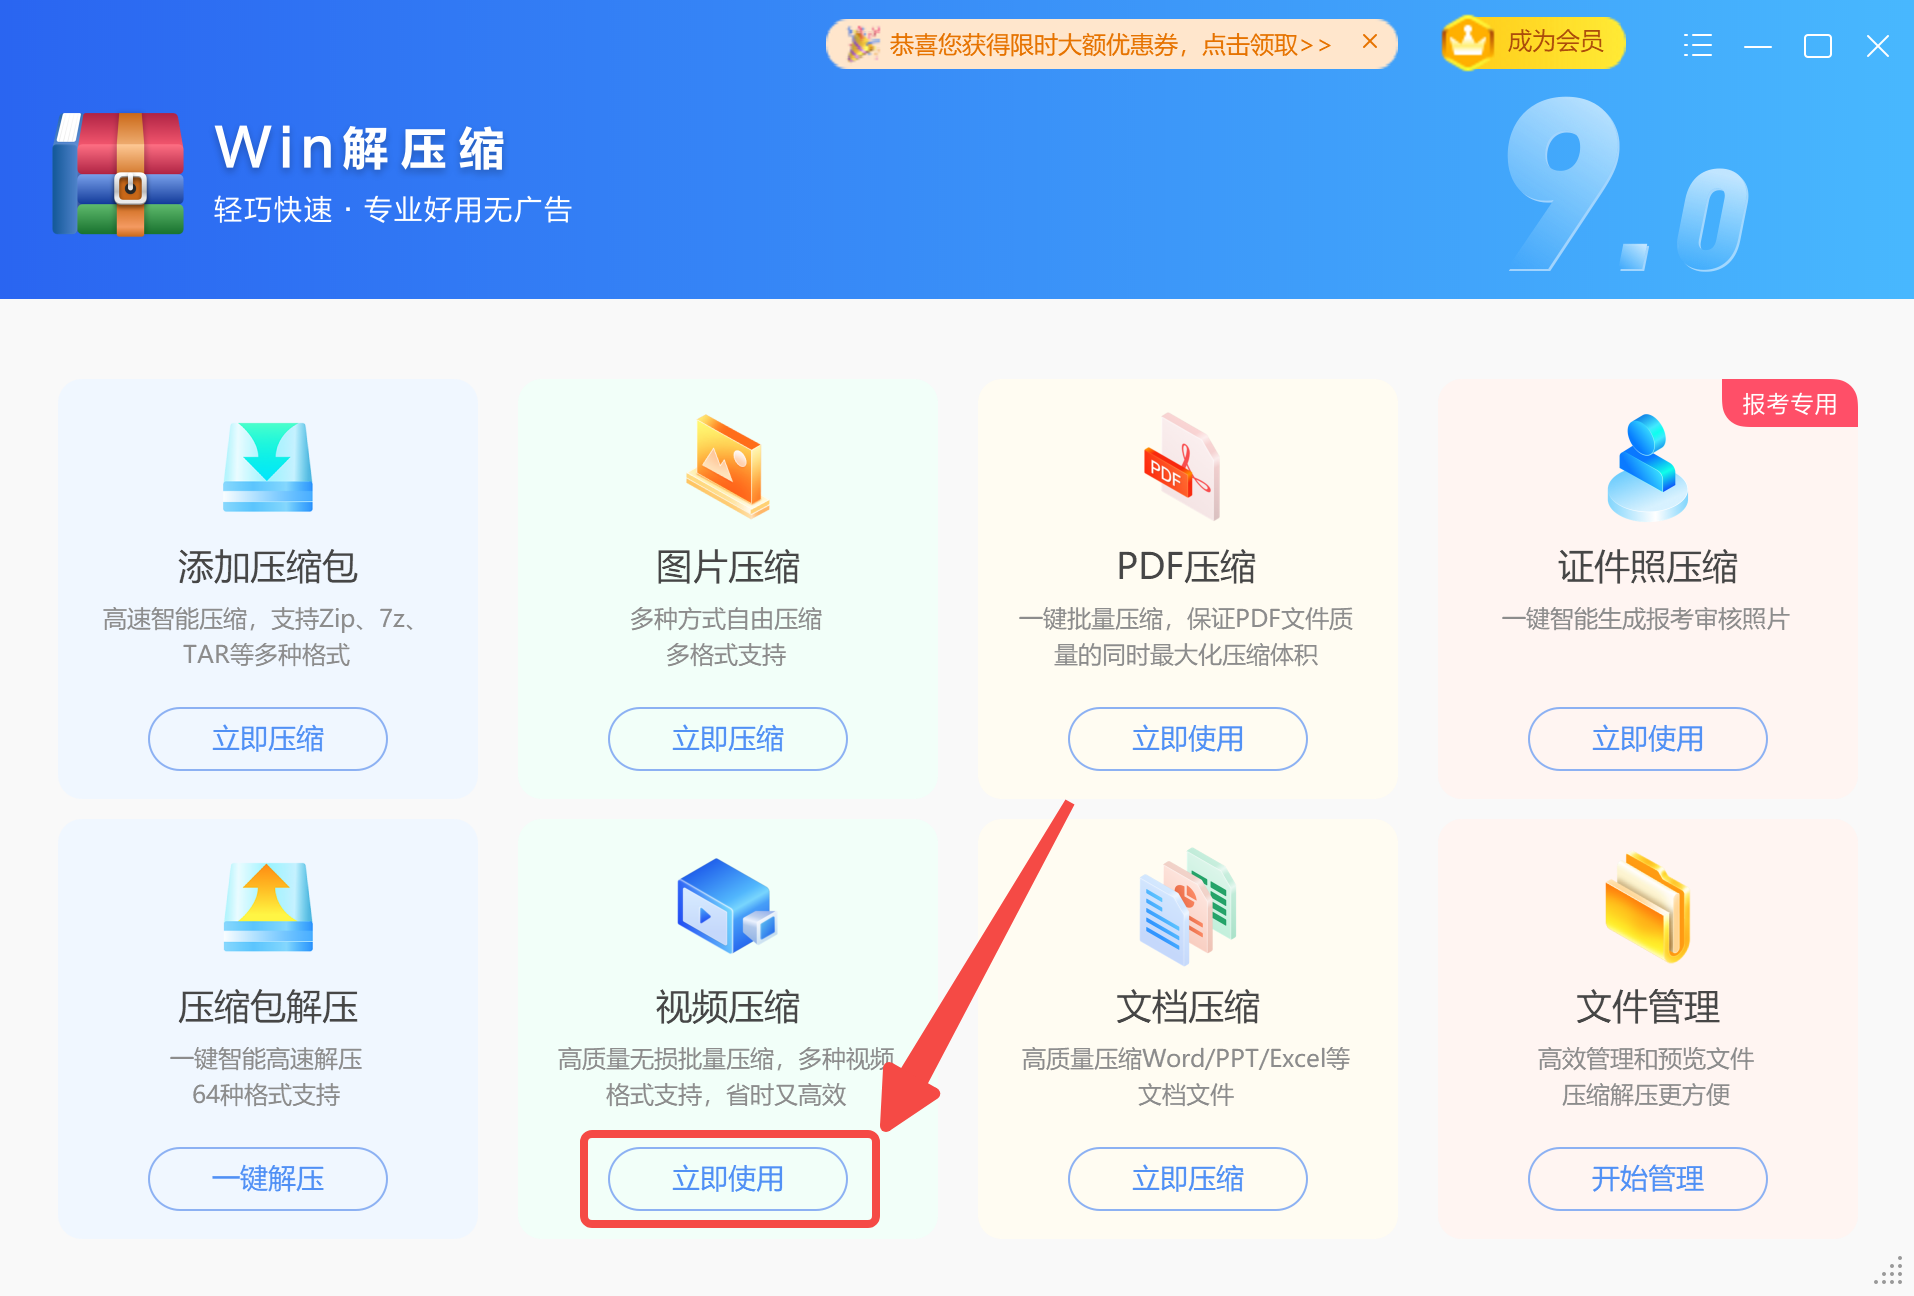 恭喜您获得限时大额优惠券，点击领取>>
成为会员
Win解压缩
轻巧快速 · 专业好用无广告
9.0
添加压缩包
高速智能压缩，支持Zip、7z、
TAR等多种格式
立即压缩
图片压缩
多种方式自由压缩
多格式支持
立即压缩
PDF
PDF压缩
一键批量压缩，保证PDF文件质
量的同时最大化压缩体积
立即使用
报考专用
证件照压缩
一键智能生成报考审核照片
立即使用
压缩包解压
一键智能高速解压
64种格式支持
一键解压
视频压缩
高质量无损批量压缩，多种视频
格式支持，省时又高效
立即使用
文档压缩
高质量压缩Word/PPT/Excel等
文档文件
立即压缩
文件管理
高效管理和预览文件
压缩解压更方便
开始管理